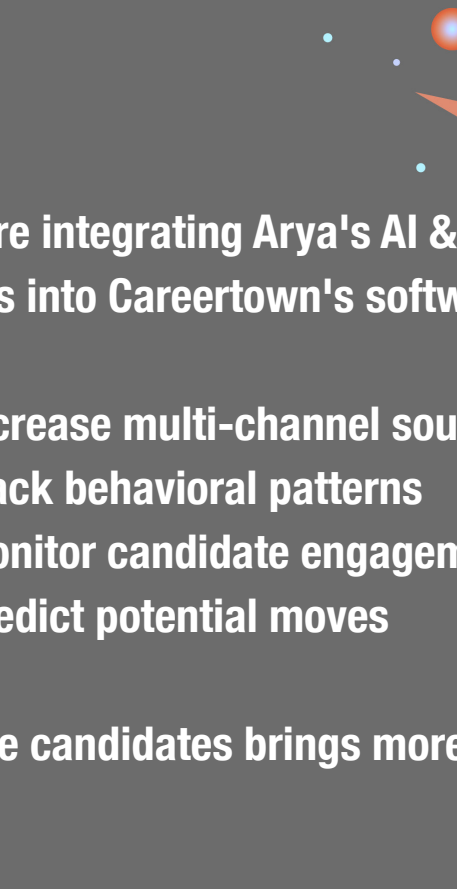 re integrating Arya's AI &
s into Careertown's softw
crease multi-channel sou
ack behavioral patterns
onitor candidate engagem
edict potential moves
e candidates brings more